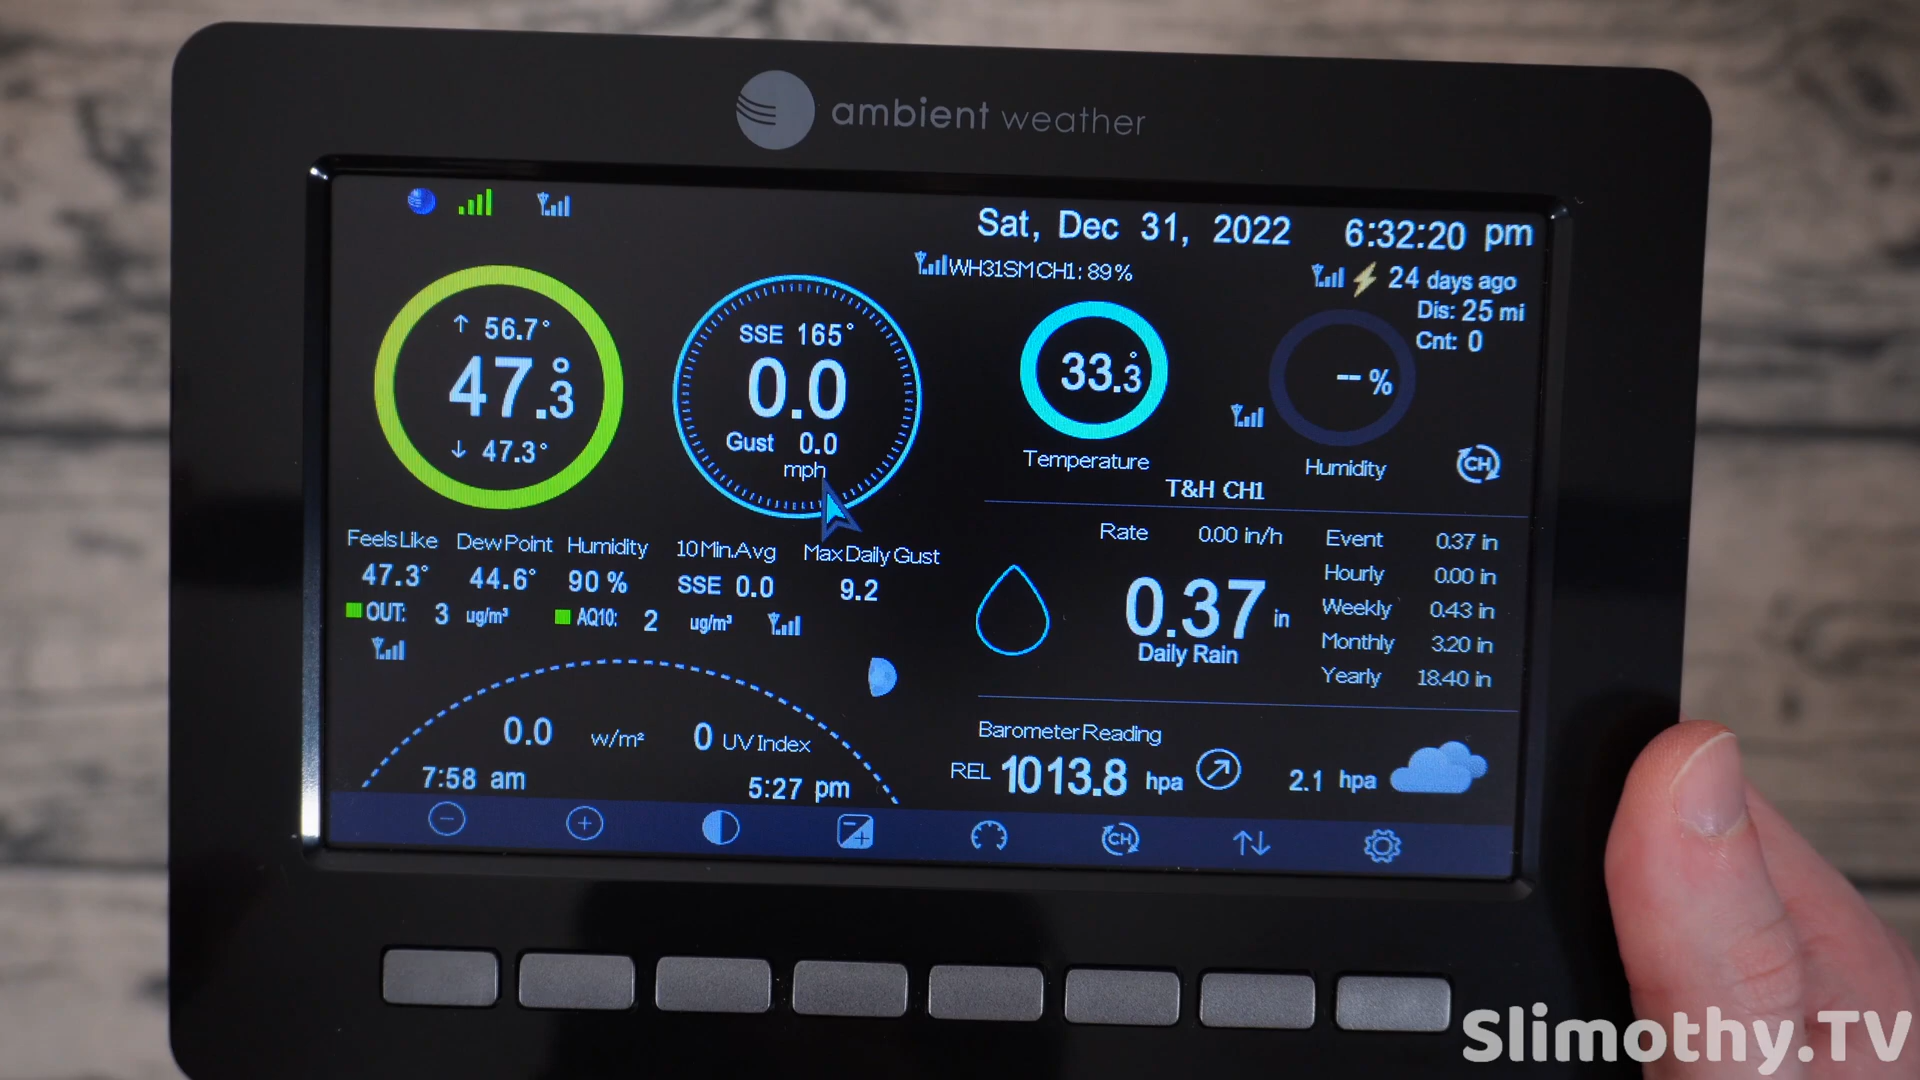 ambient weather
Sat, Dec 31, 2022 6:32:20 pm
WH31SM CH1: 89%
24 days ago
Dis: 25 mi
Cnt: 0
↑ 56.7°
47.3°
↓ 47.3°
SSE 165°
0.0
Gust 0.0
mph
33.3°
Temperature
-- %
Humidity
CH
T&H CH1
Feels Like Dew Point Humidity
47.3° 44.6° 90 %
10 Min.Avg Max Daily Gust
SSE 0.0 9.2
OUT: 3 ug/m³ AQ10: 2 ug/m³
Rate 0.00 in/h
0.37 in
Daily Rain
Event 0.37 in
Hourly 0.00 in
Weekly 0.43 in
Monthly 3.20 in
Yearly 18.40 in
0.0 w/m² 0 UV Index
7:58 am 5:27 pm
Barometer Reading
REL 1013.8 hpa 2.1 hpa
CH
Slimothy.TV